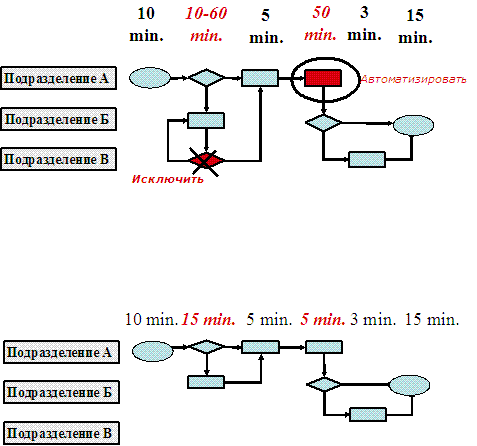 10 min. 10-60 min. 5 min. 50 min. 3 min. 15 min.
Подразделение А
Автоматизировать
Подразделение Б
Подразделение В
Исключить
10 min. 15 min. 5 min. 5 min. 3 min. 15 min.
Подразделение А
Подразделение Б
Подразделение В